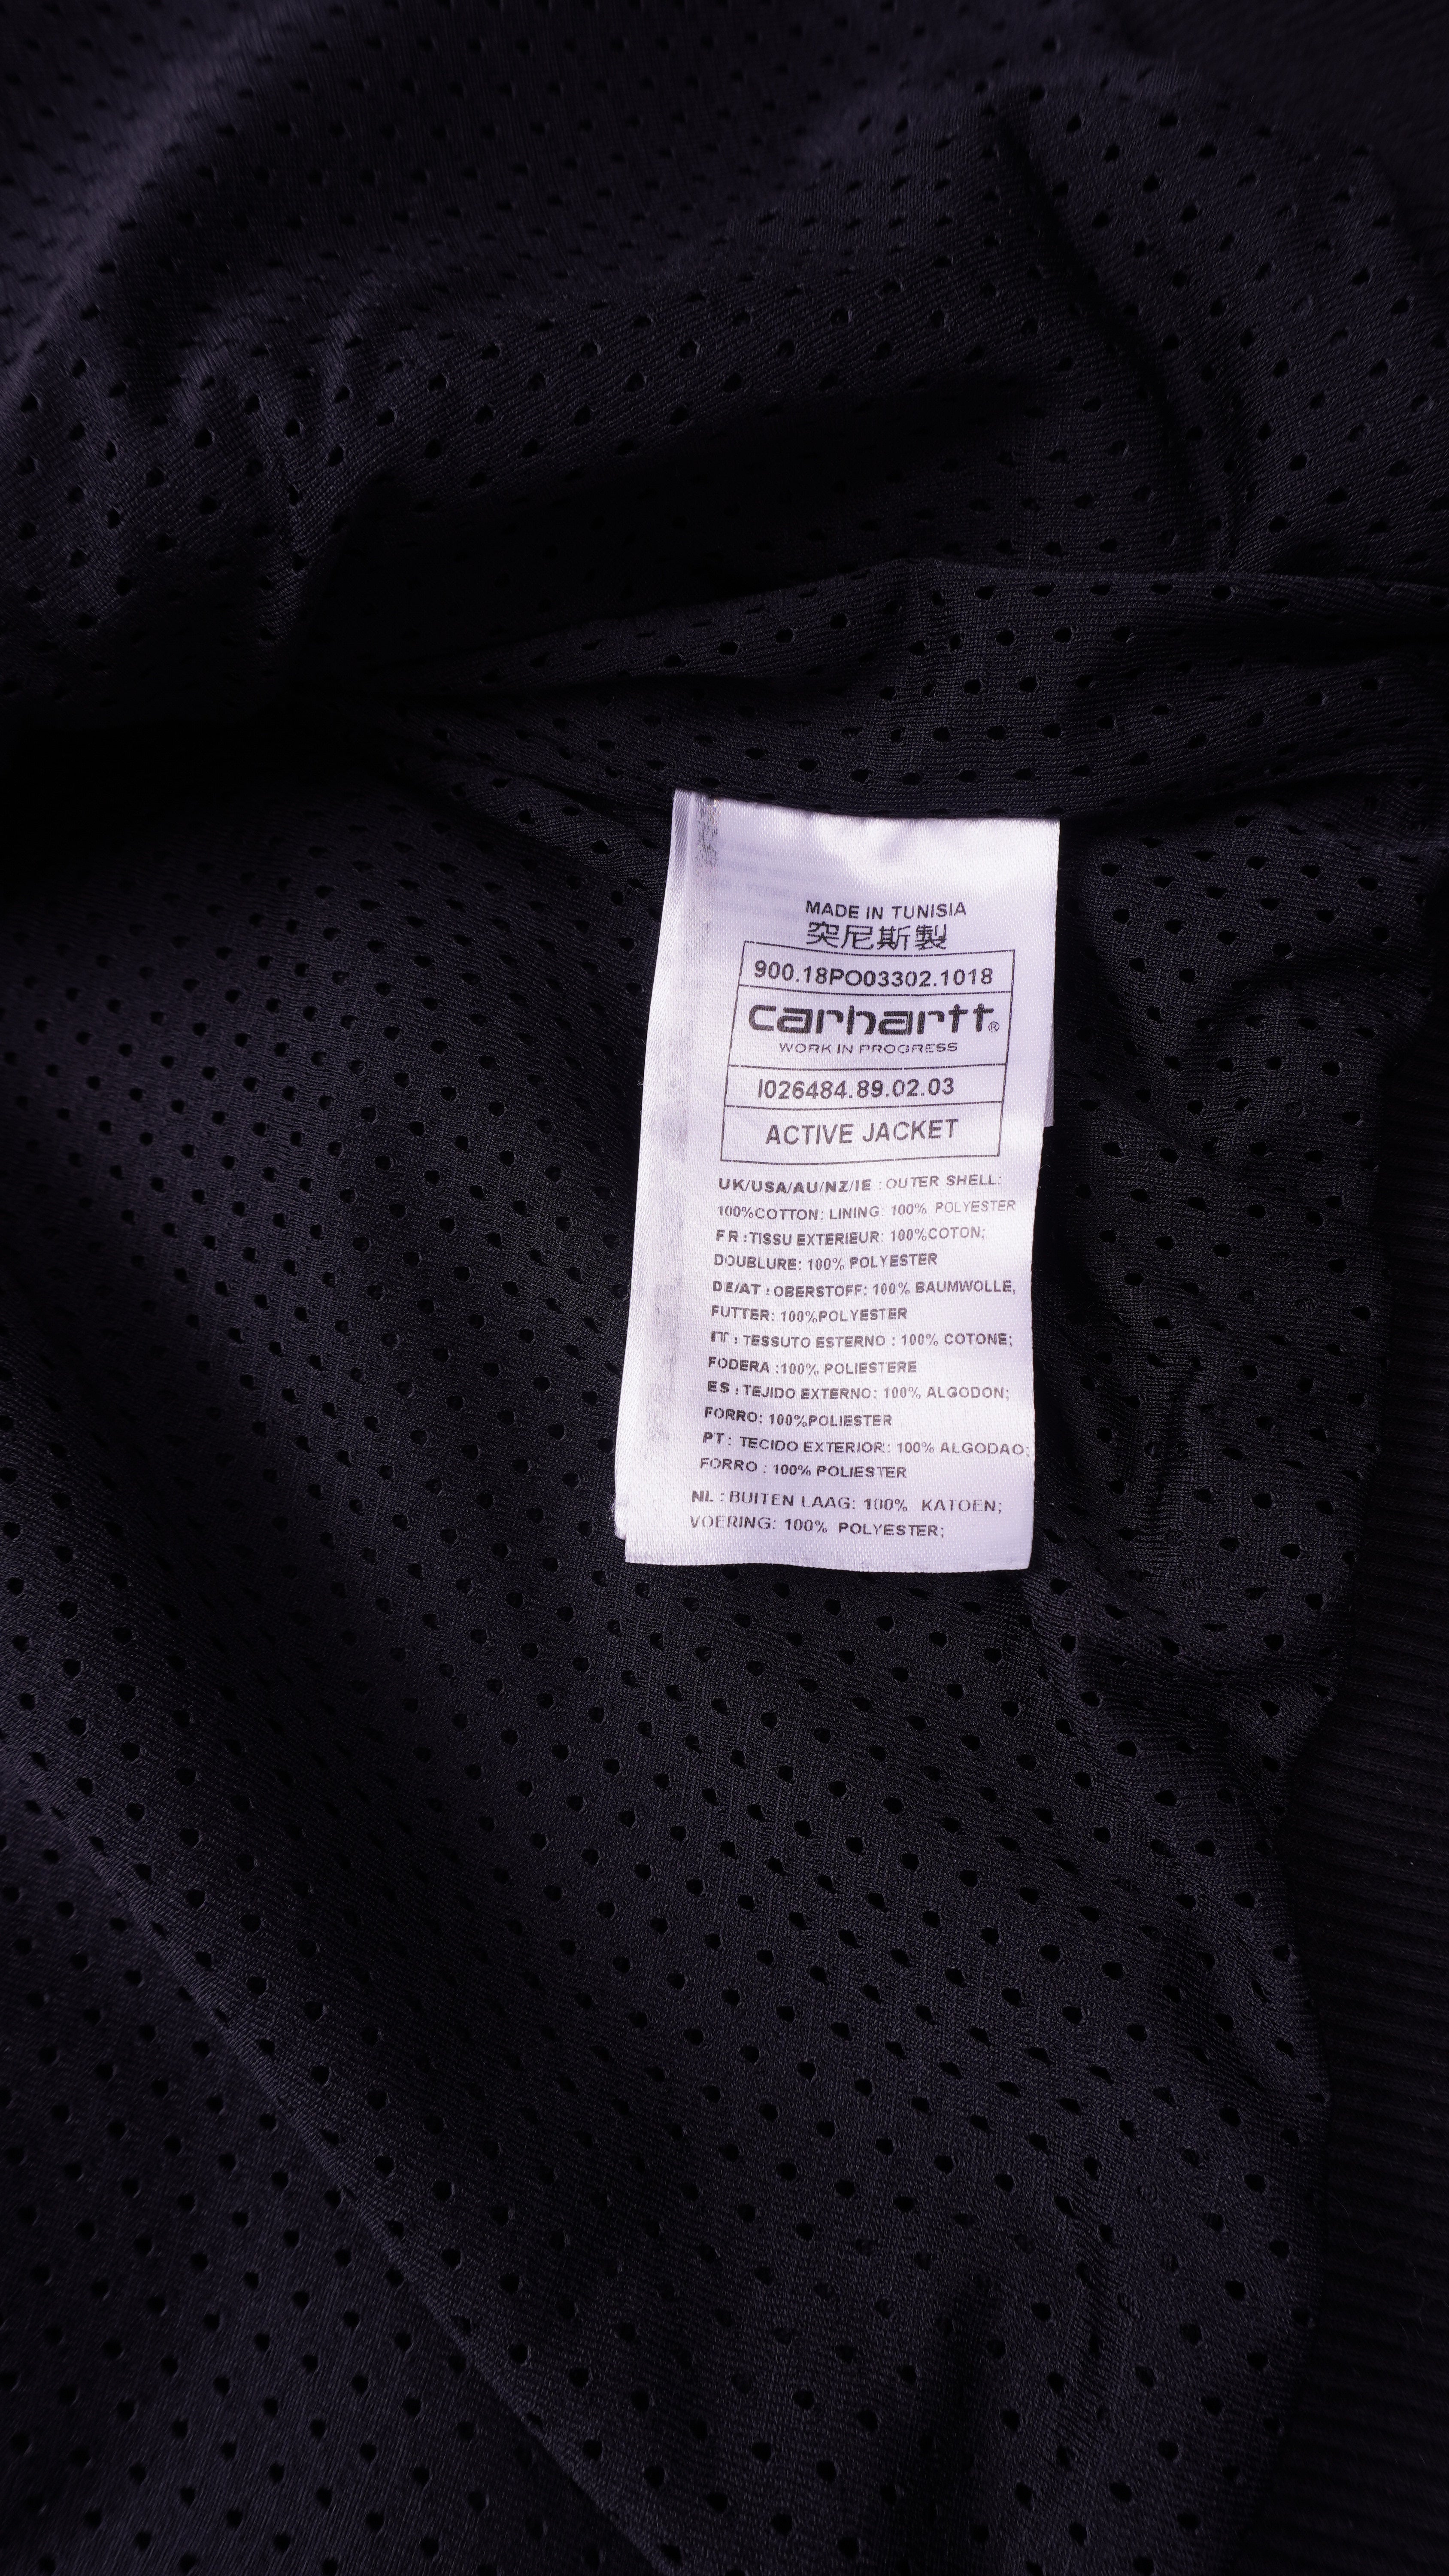 MADE IN TUNISIA
突尼斯製
900.18PO03302.1018
carhartt®
WORK IN PROGRESS
I026484.89.02.03
ACTIVE JACKET
UK/USA/AU/NZ/IE : OUTER SHELL:
100%COTTON: LINING: 100% POLYESTER
FR :TISSU EXTERIEUR: 100%COTON;
DOUBLURE: 100% POLYESTER
DE/AT : OBERSTOFF: 100% BAUMWOLLE,
FUTTER: 100%POLYESTER
IT : TESSUTO ESTERNO : 100% COTONE;
FODERA :100% POLIESTERE
ES : TEJIDO EXTERNO: 100% ALGODON;
FORRO: 100%POLIESTER
PT : TECIDO EXTERIOR: 100% ALGODAO;
FORRO : 100% POLIESTER
NL : BUITEN LAAG: 100% KATOEN;
VOERING: 100% POLYESTER;